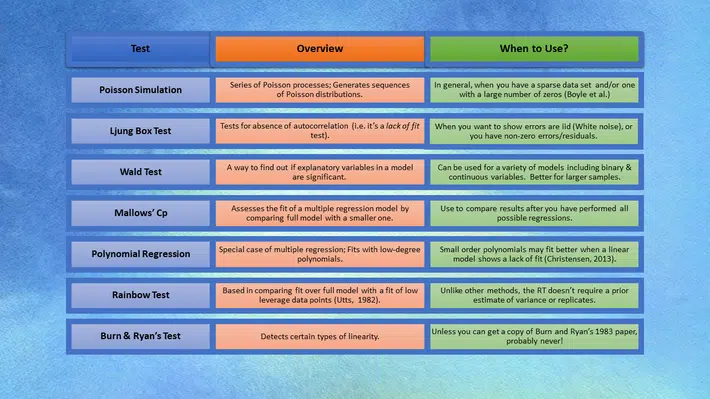 Test
Overview
When to Use?
Poisson Simulation
Series of Poisson processes; Generates sequences
of Poisson distributions.
In general, when you have a sparse data set and/or one
with a large number of zeros (Boyle et al.)
Ljung Box Test
Tests for absence of autocorrelation (i.e. it's a lack of fit
test).
When you want to show errors are iid (White noise), or
you have non-zero errors/residuals.
Wald Test
A way to find out if explanatory variables in a model
are significant.
Can be used for a variety of models including binary &
continuous variables. Better for larger samples.
Mallows' Cp
Assesses the fit of a multiple regression model by
comparing full model with a smaller one.
Use to compare results after you have performed all
possible regressions.
Polynomial Regression
Special case of multiple regression; Fits with low-degree
polynomials.
Small order polynomials may fit better when a linear
model shows a lack of fit (Christensen, 2013).
Rainbow Test
Based in comparing fit over full model with a fit of low
leverage data points (Utts, 1982).
Unlike other methods, the RT doesn't require a prior
estimate of variance or replicates.
Burn & Ryan's Test
Detects certain types of linearity.
Unless you can get a copy of Burn and Ryan's 1983 paper,
probably never!